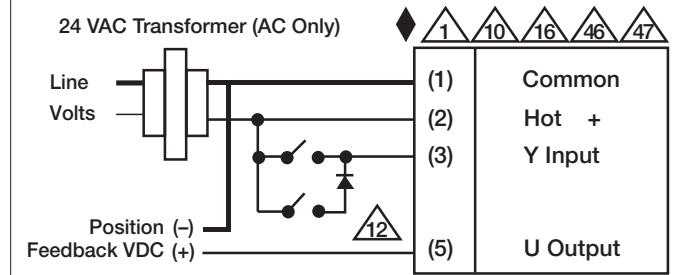 24 VAC Transformer (AC Only)
1 10 16 46 47
Line
Volts
(1) Common
(2) Hot +
(3) Y Input
12
Position (–)
Feedback VDC (+)
(5) U Output